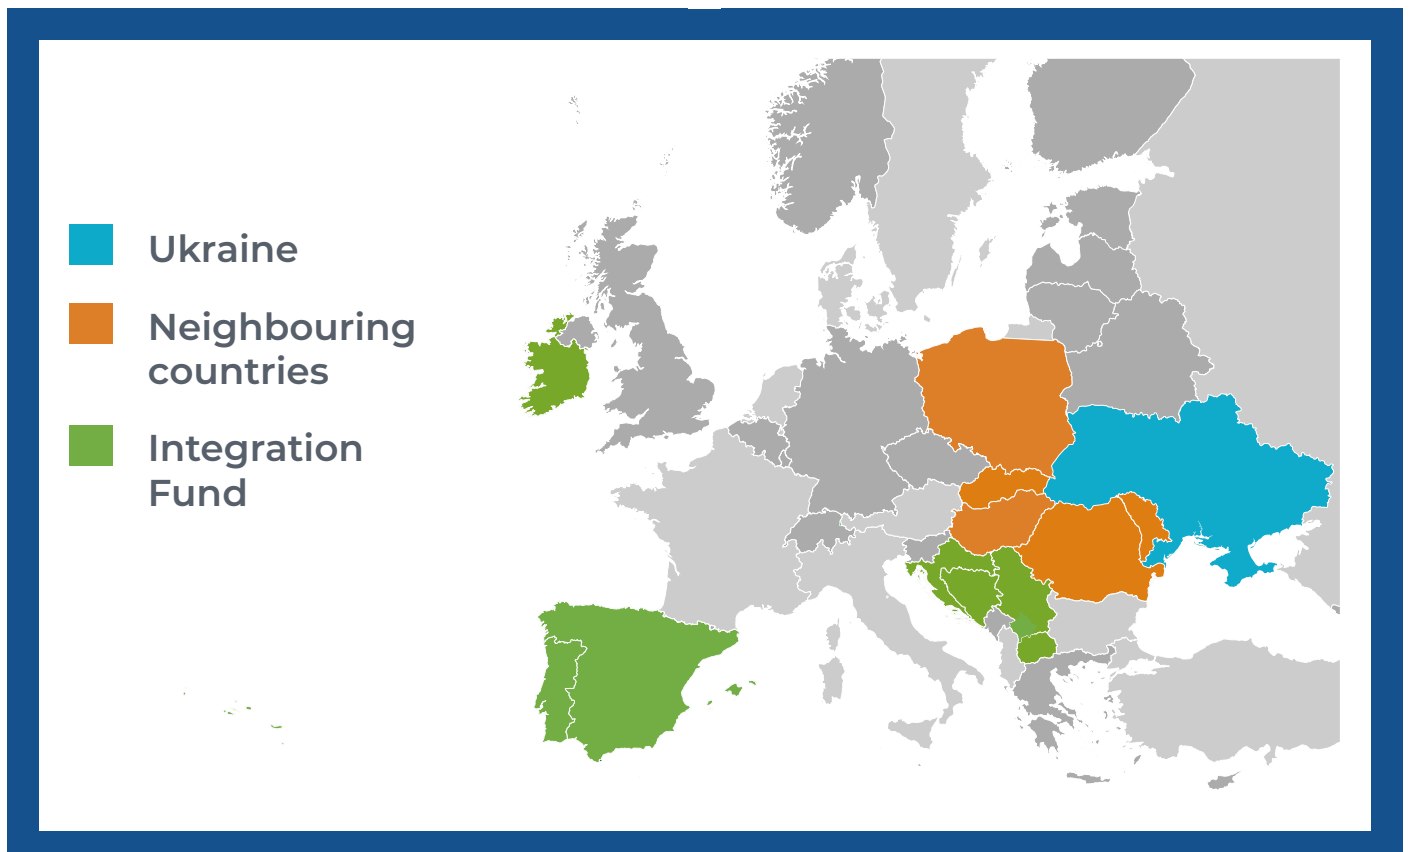 Ukraine
Neighbouring
countries
Integration
Fund